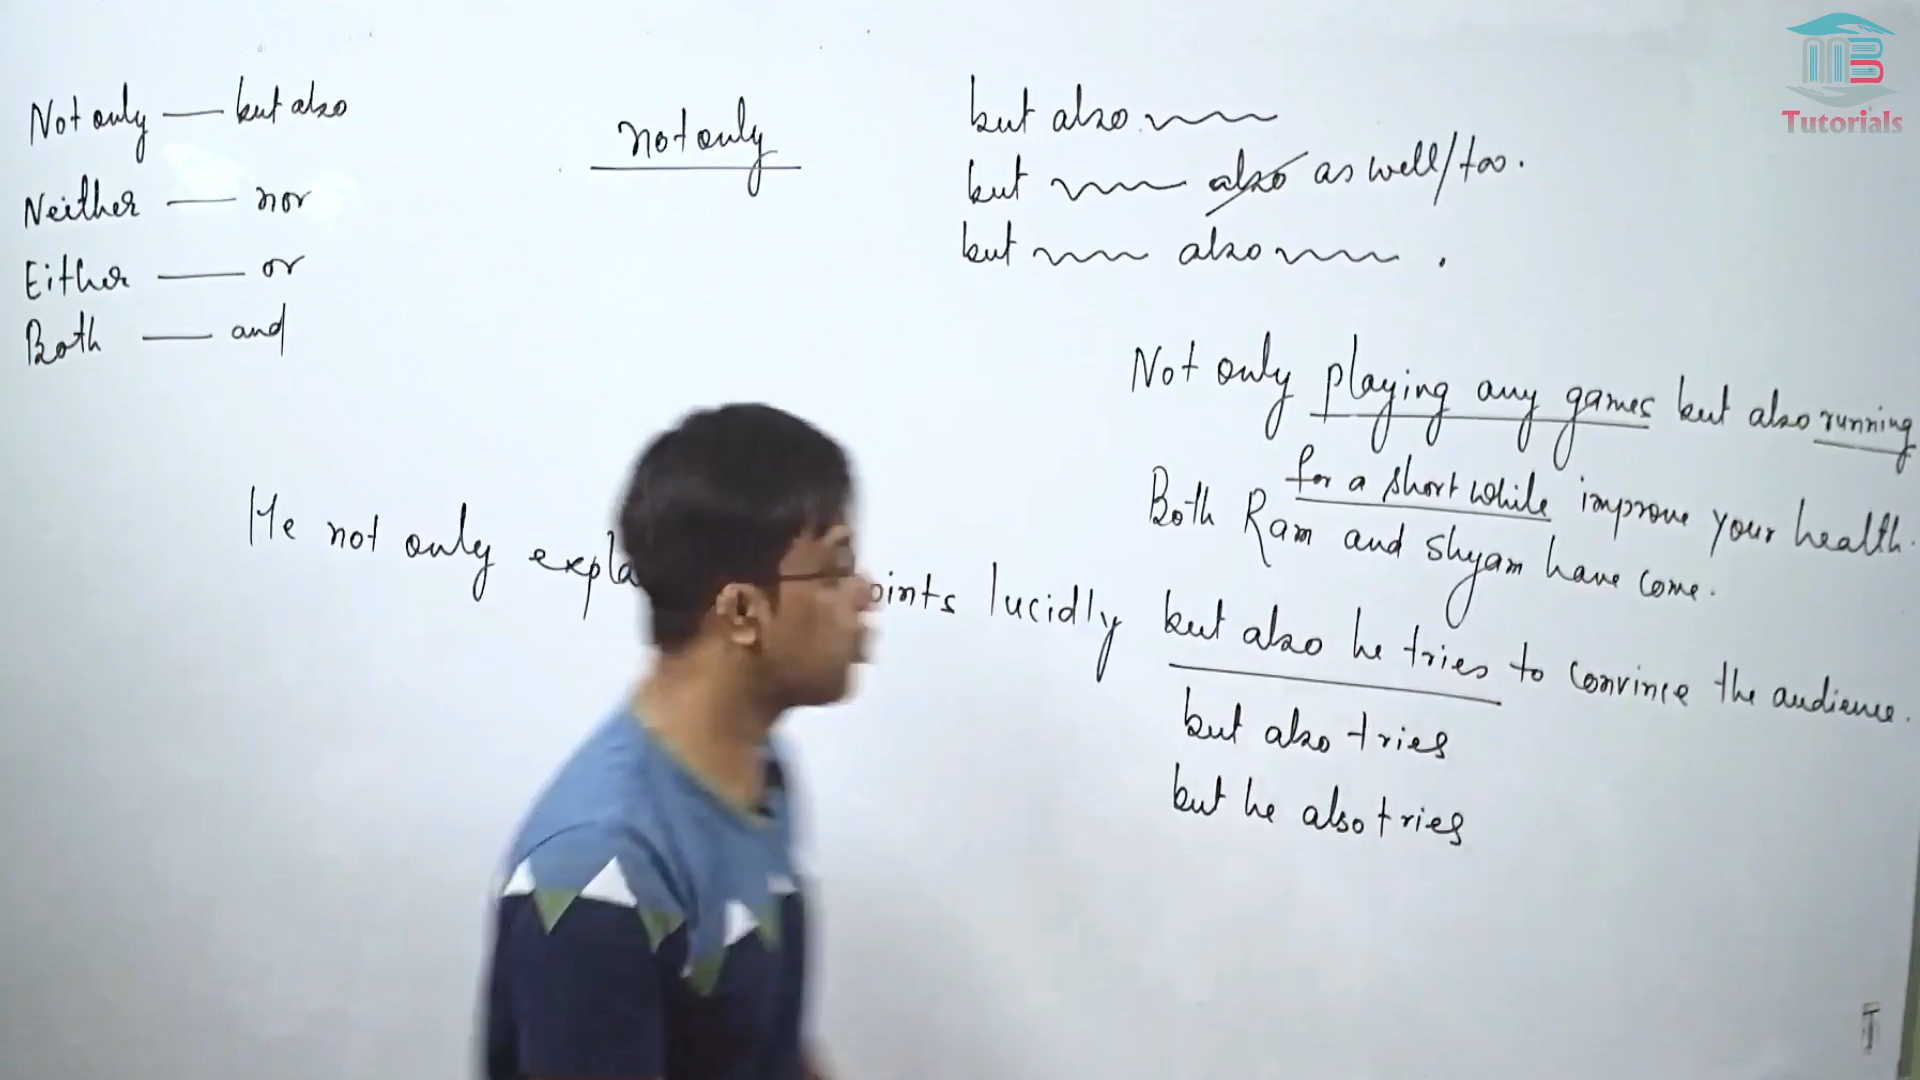 Not only — but also
Neither — nor
Either — or
Both — and
not only
but also
but also as well/too.
but also .
Not only playing any games but also running
for a short while improve your health.
Both Ram and Shyam have come.
He not only expla oints lucidly but also he tries to convince the audience.
but also tries
but he also tries
MB
Tutorials